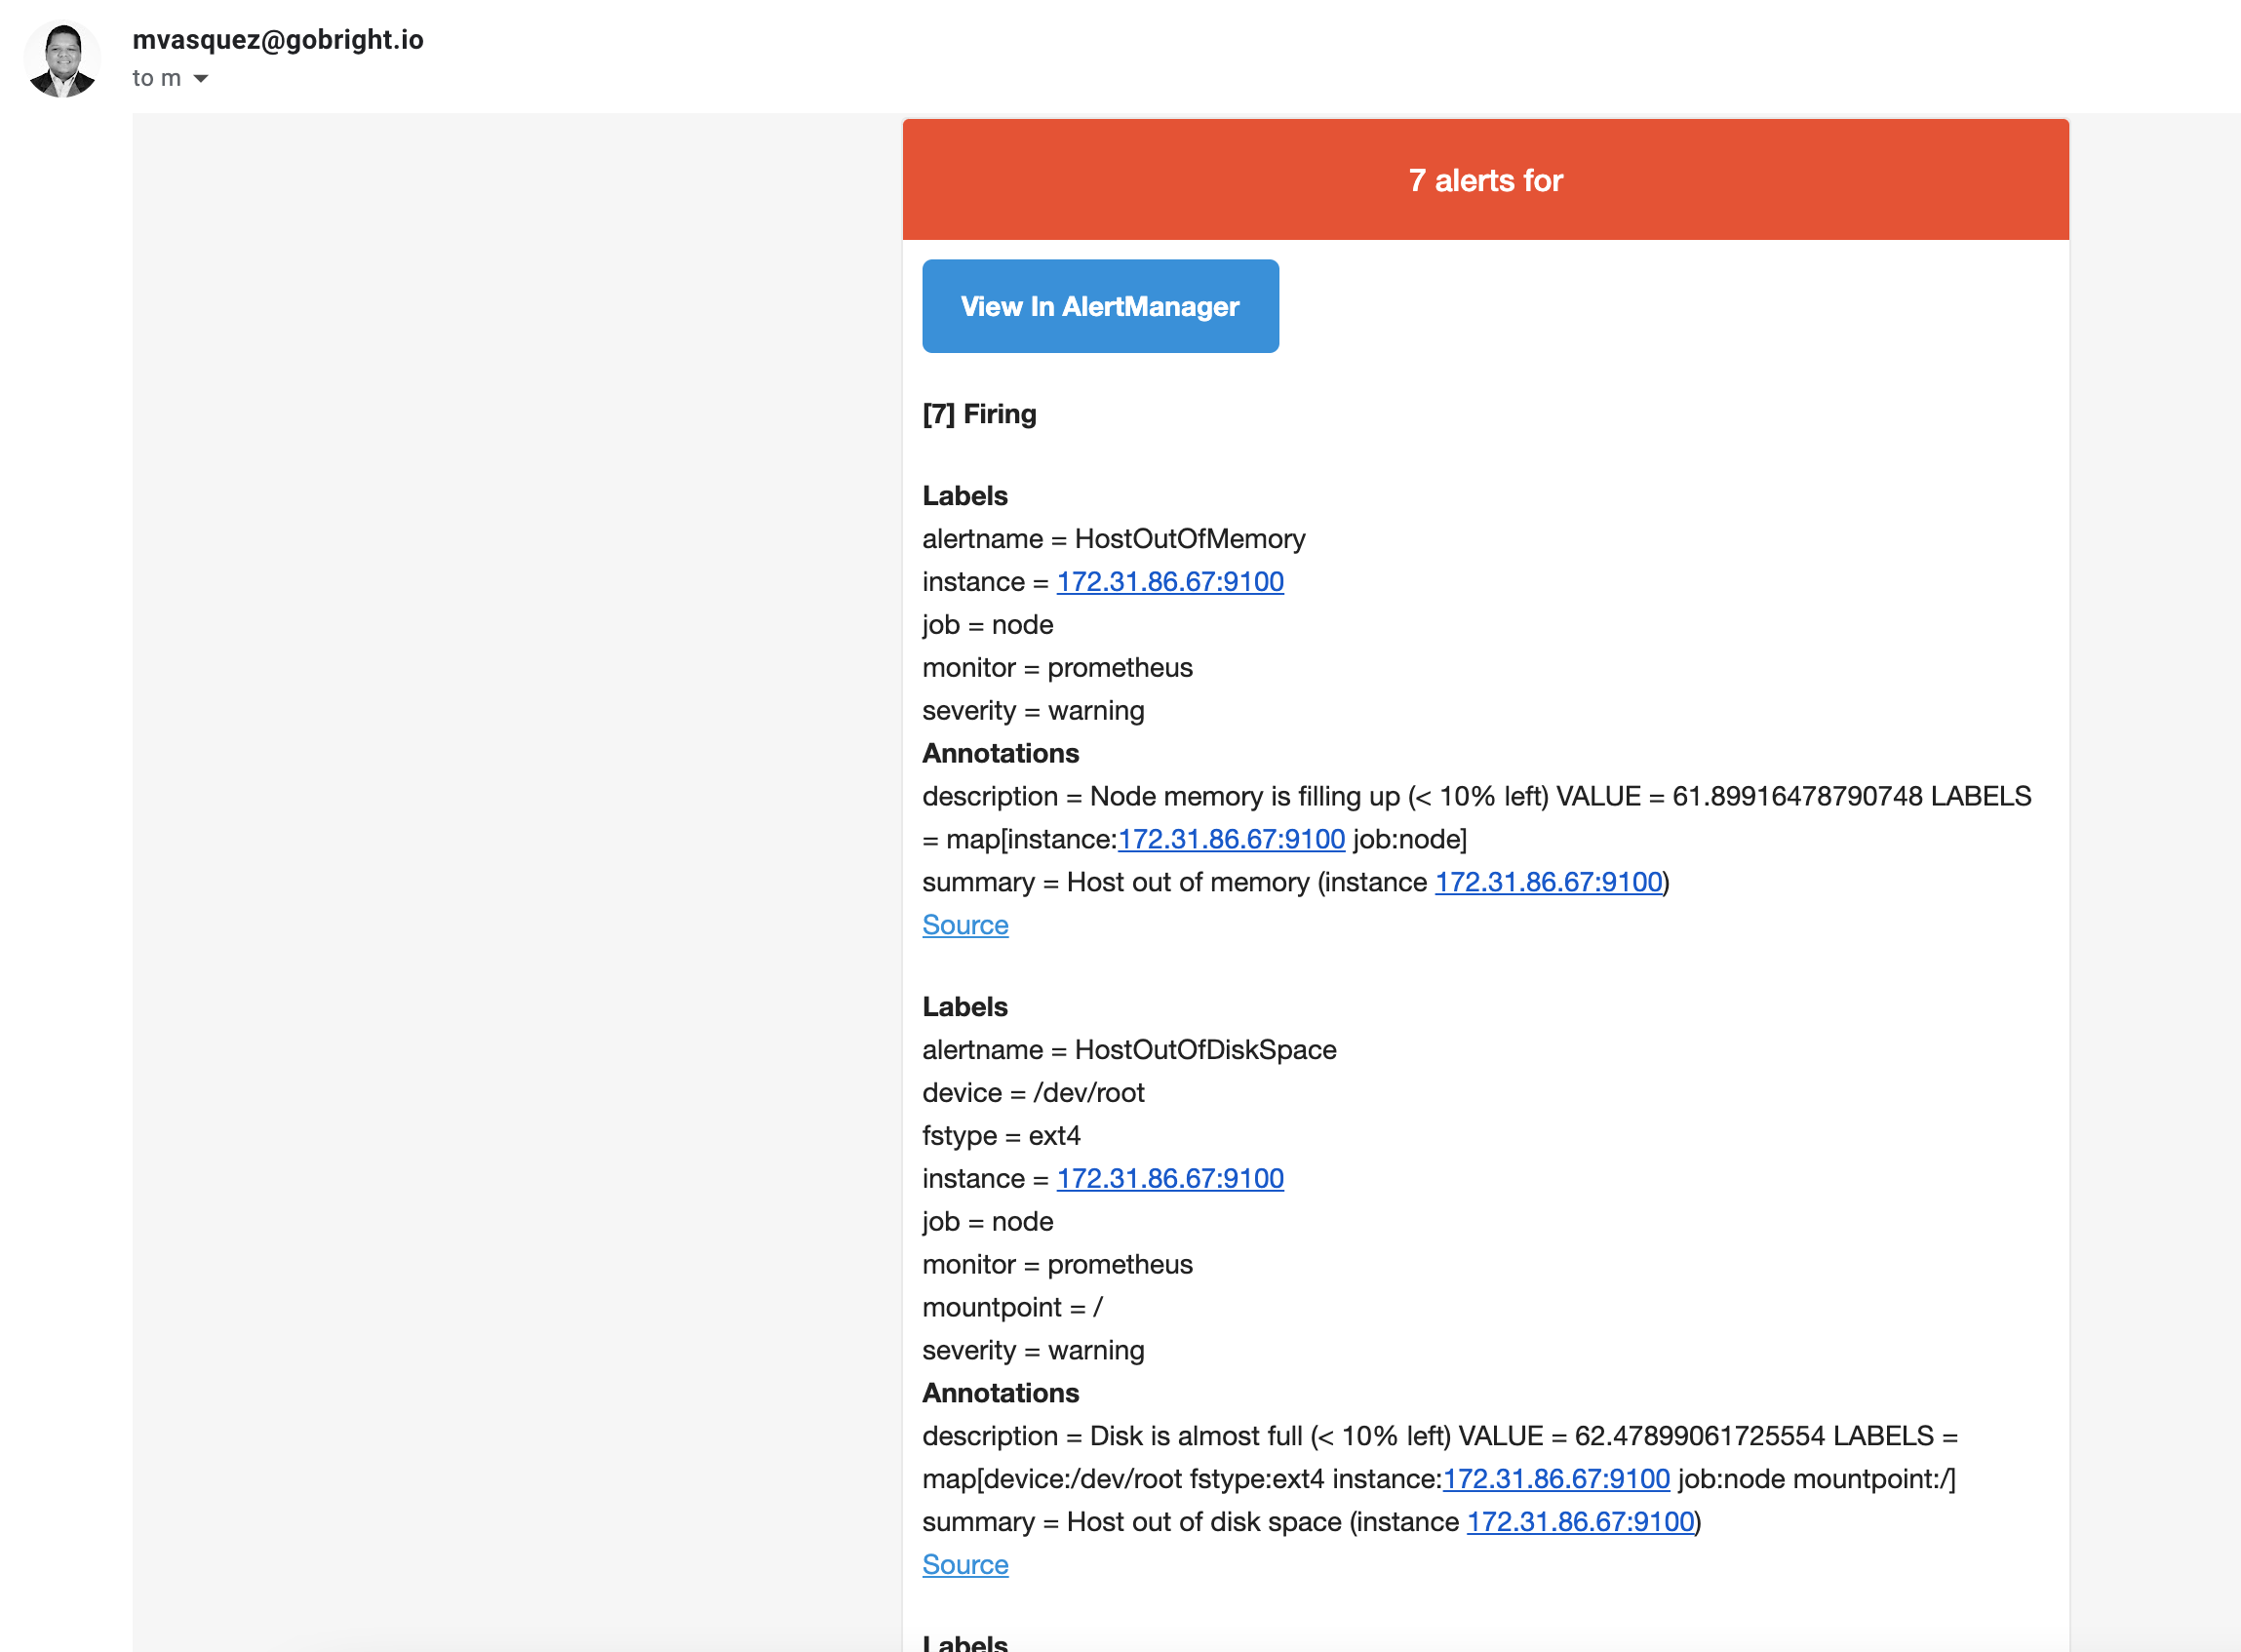 mvasquez@gobright.io
to m
7 alerts for
View In AlertManager
[7] Firing
Labels
alertname = HostOutOfMemory
instance = 172.31.86.67:9100
job = node
monitor = prometheus
severity = warning
Annotations
description = Node memory is filling up (< 10% left) VALUE = 61.89916478790748 LABELS
= map[instance:172.31.86.67:9100 job:node]
summary = Host out of memory (instance 172.31.86.67:9100)
Source
Labels
alertname = HostOutOfDiskSpace
device = /dev/root
fstype = ext4
instance = 172.31.86.67:9100
job = node
monitor = prometheus
mountpoint = /
severity = warning
Annotations
description = Disk is almost full (< 10% left) VALUE = 62.47899061725554 LABELS =
map[device:/dev/root fstype:ext4 instance:172.31.86.67:9100 job:node mountpoint:/]
summary = Host out of disk space (instance 172.31.86.67:9100)
Source
Labels